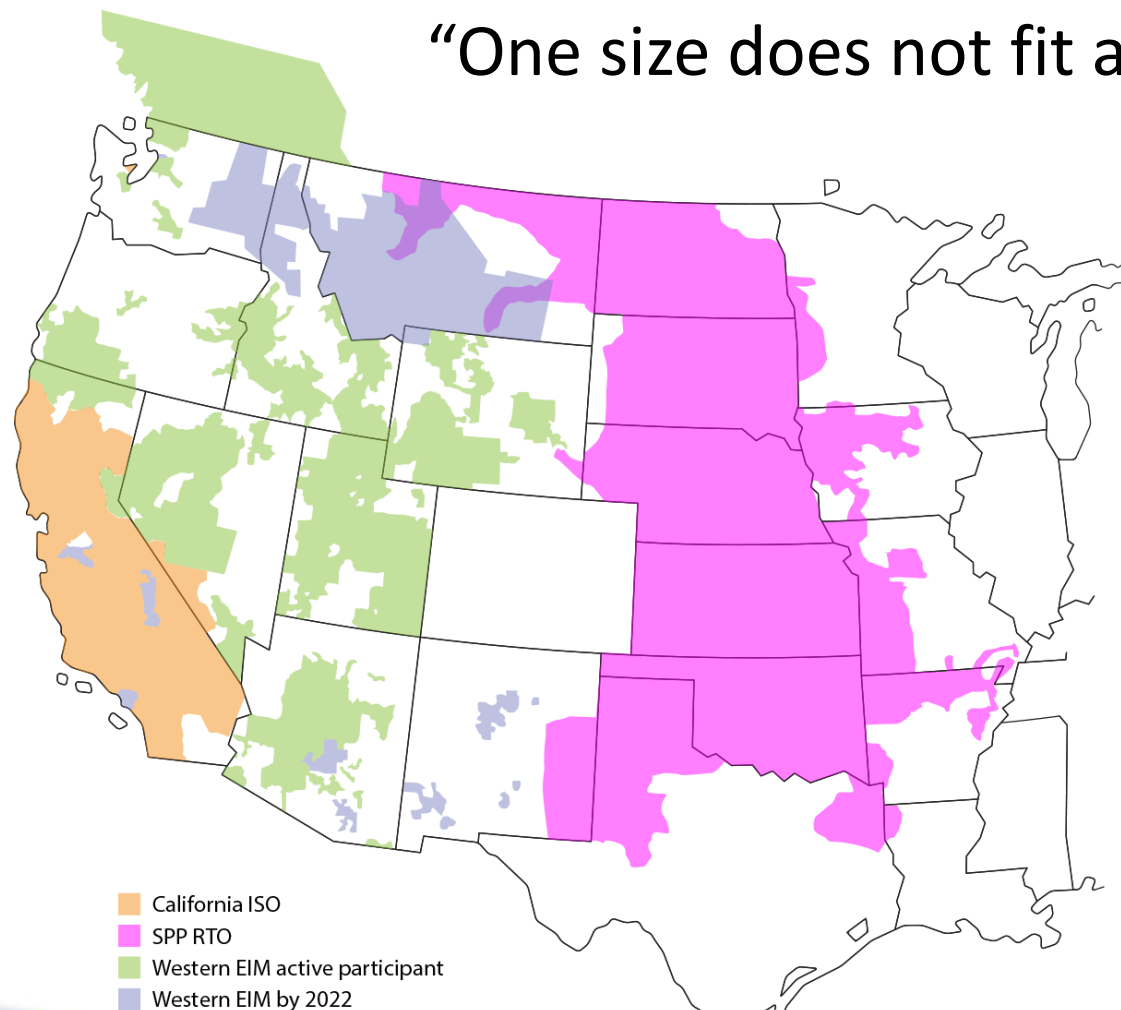 “One size does not fit a
California ISO
SPP RTO
Western EIM active participant
Western EIM by 2022